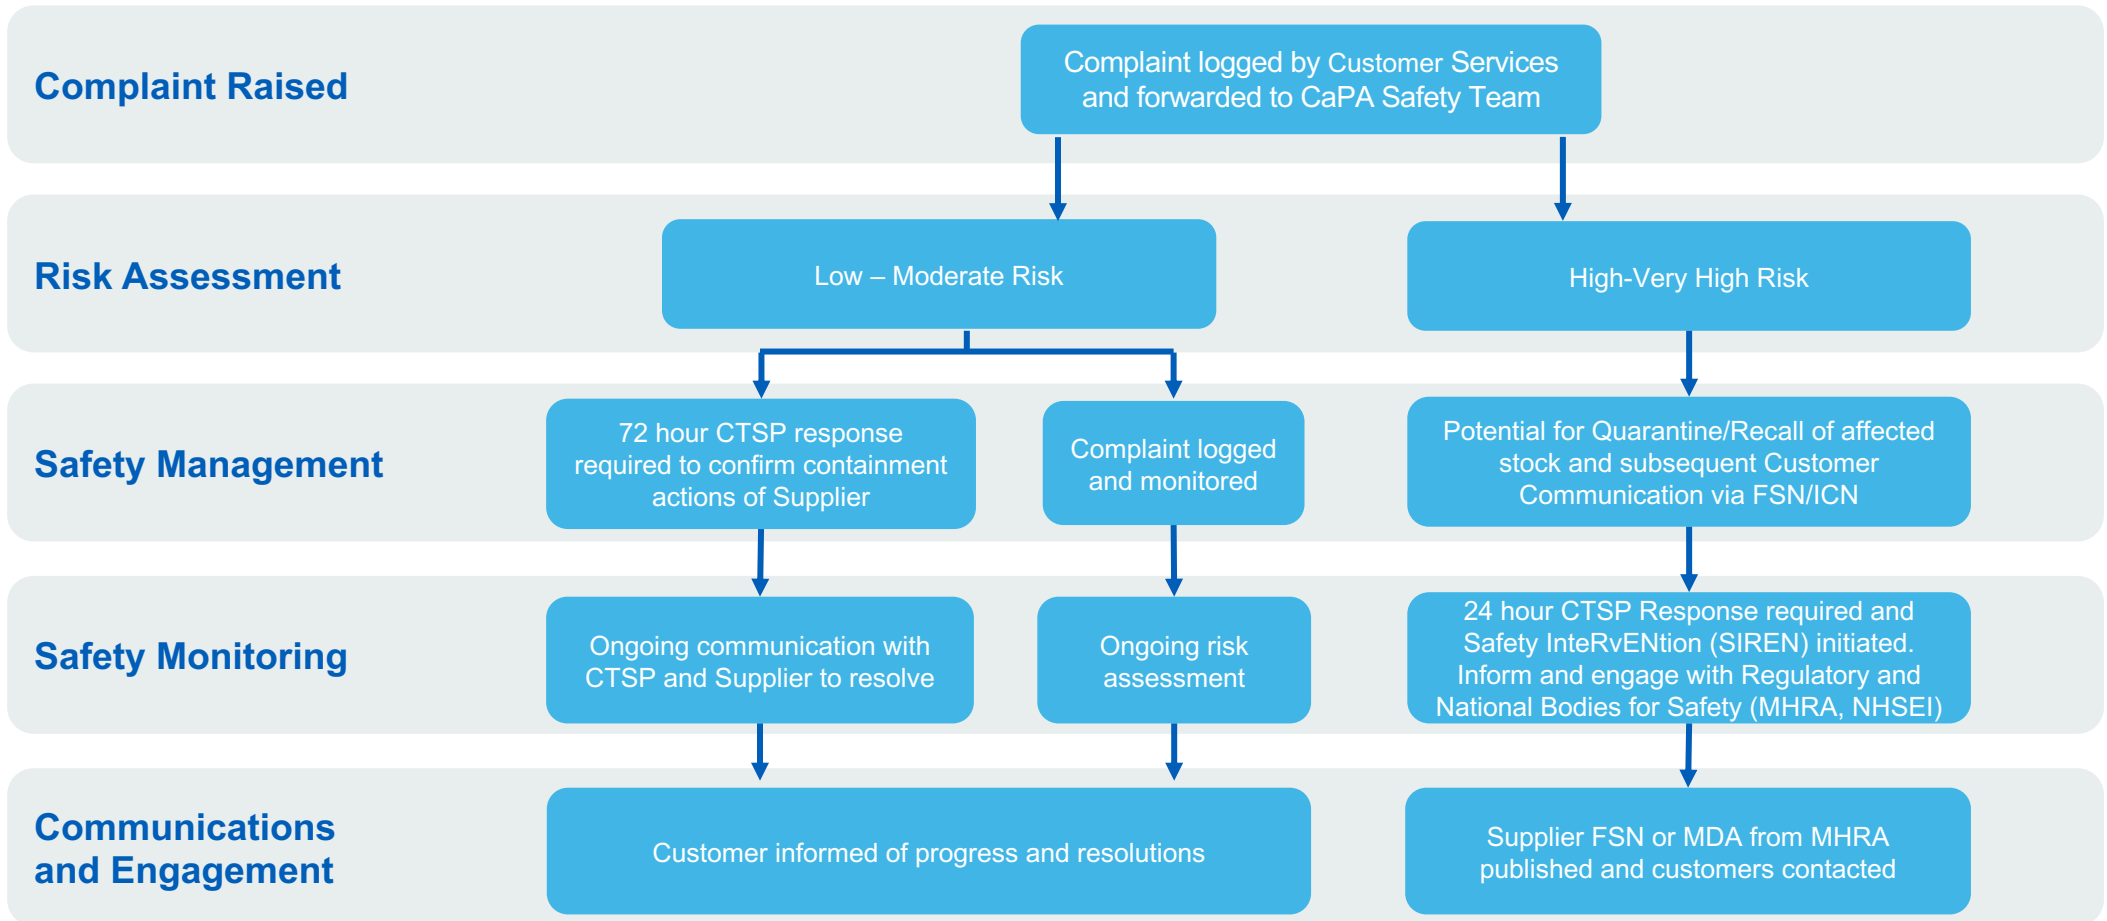 Complaint Raised
Complaint logged by Customer Services
and forwarded to CaPA Safety Team
Risk Assessment
Low – Moderate Risk
High-Very High Risk
Safety Management
72 hour CTSP response
required to confirm containment
actions of Supplier
Complaint logged
and monitored
Potential for Quarantine/Recall of affected
stock and subsequent Customer
Communication via FSN/ICN
Safety Monitoring
Ongoing communication with
CTSP and Supplier to resolve
Ongoing risk
assessment
24 hour CTSP Response required and
Safety InteRvENtion (SIREN) initiated.
Inform and engage with Regulatory and
National Bodies for Safety (MHRA, NHSEI)
Communications
and Engagement
Customer informed of progress and resolutions
Supplier FSN or MDA from MHRA
published and customers contacted